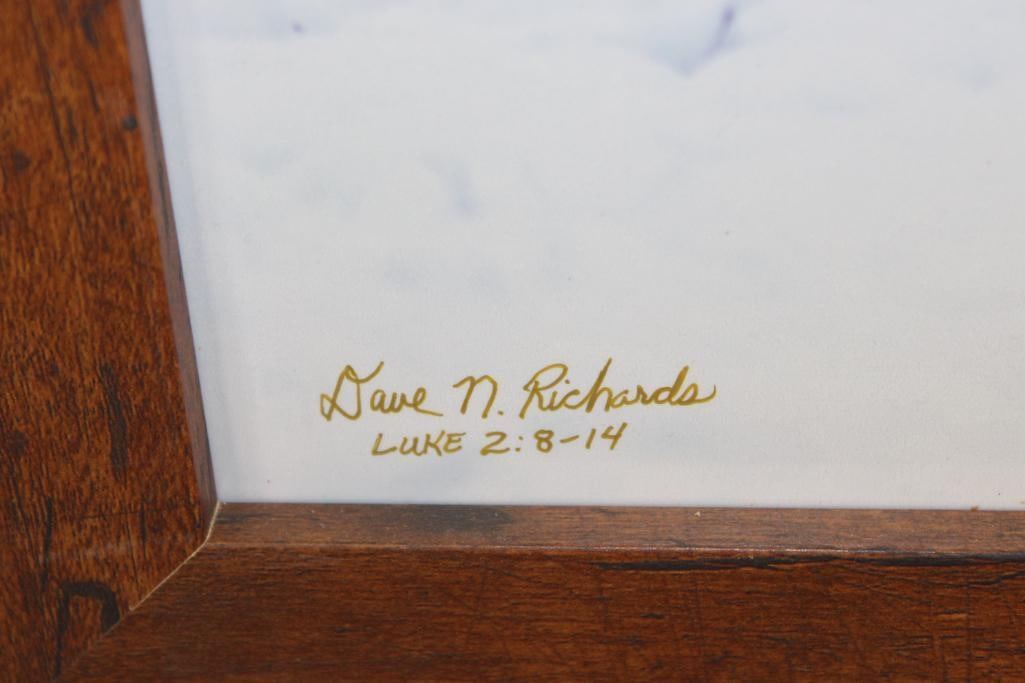 Dave N. Richards
LUKE 2:8-14